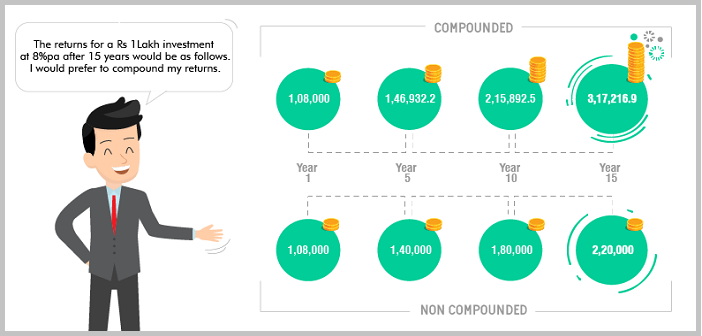 The returns for a Rs 1Lakh investment
at 8%pa after 15 years would be as follows.
I would prefer to compound my returns.
COMPOUNDED
1,08,000 1,46,932.2 2,15,892.5 3,17,216.9
Year Year Year Year
1 5 10 15
1,08,000 1,40,000 1,80,000 2,20,000
NON COMPOUNDED